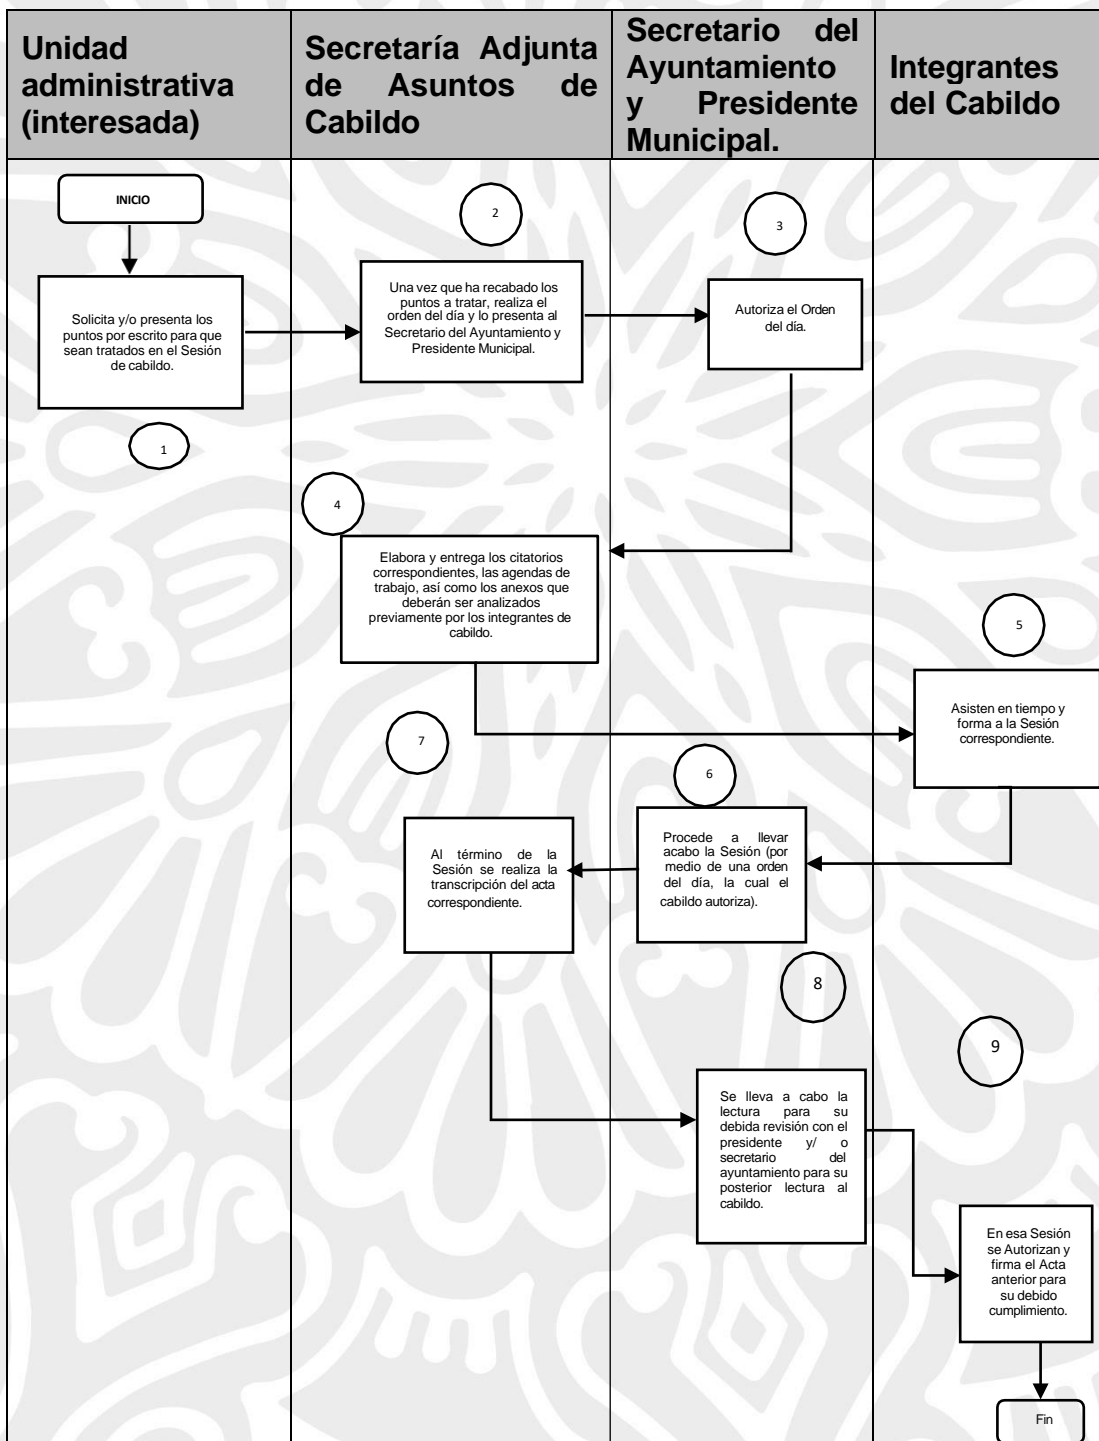 Unidad
administrativa
(interesada)
Secretaría Adjunta
de Asuntos de
Cabildo
Secretario del
Ayuntamiento
y Presidente
Municipal.
Integrantes
del Cabildo
INICIO
Solicita y/o presenta los
puntos por escrito para que
sean tratados en el Sesión
de cabildo.
1
2
Una vez que ha recabado los
puntos a tratar, realiza el
orden del día y lo presenta al
Secretario del Ayuntamiento y
Presidente Municipal.
3
Autoriza el Orden
del día.
4
Elabora y entrega los citatorios
correspondientes, las agendas de
trabajo, así como los anexos que
deberán ser analizados
previamente por los integrantes de
cabildo.
5
Asisten en tiempo y
forma a la Sesión
correspondiente.
6
Procede a llevar
acabo la Sesión (por
medio de una orden
del día, la cual el
cabildo autoriza).
7
Al término de la
Sesión se realiza la
transcripción del acta
correspondiente.
8
Se lleva a cabo la
lectura para su
debida revisión con el
presidente y/ o
secretario del
ayuntamiento para su
posterior lectura al
cabildo.
9
En esa Sesión
se Autorizan y
firma el Acta
anterior para
su debido
cumplimiento.
Fin